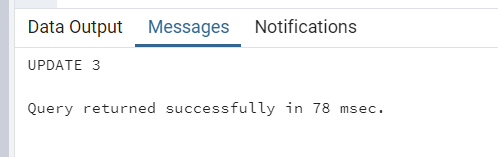 Data Output Messages Notifications
UPDATE 3
Query returned successfully in 78 msec.